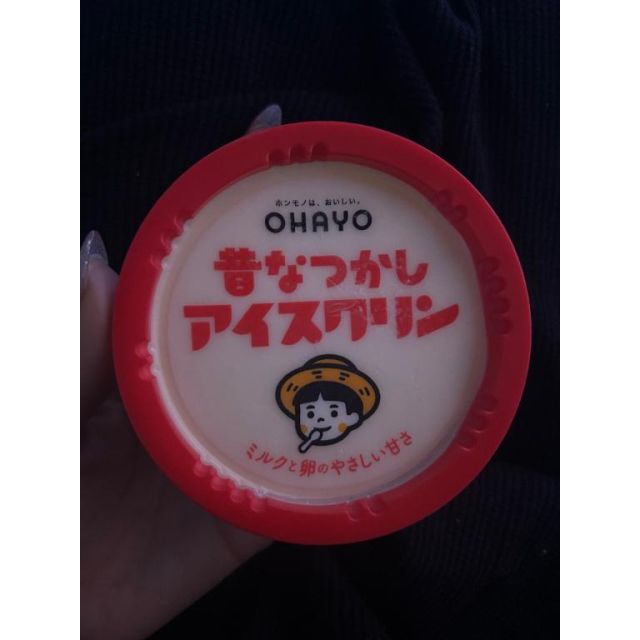 ホンモノは、おいしい。
OHAYO
昔なつかし
アイスクリン
ミルクと卵のやさしい甘さ